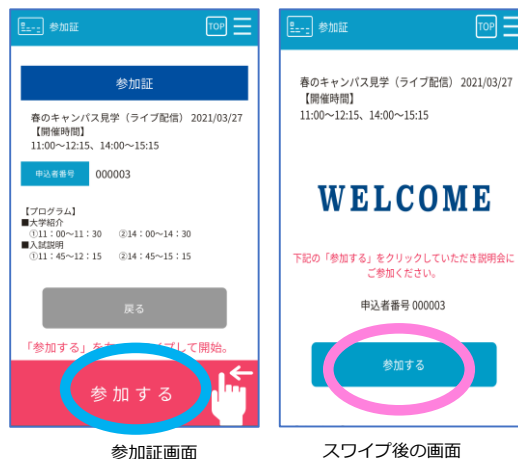 参加証
TOP
参加証
春のキャンパス見学（ライブ配信） 2021/03/27
【開催時間】
11:00～12:15、14:00～15:15
申込者番号 000003
【プログラム】
■大学紹介
①11：00～11：30 ②14：00～14：30
■入試説明
①11：45～12：15 ②14：45～15：15
戻る
「参加する」を
プして開始。
参加する
参加証画面
参加証
TOP
春のキャンパス見学（ライブ配信） 2021/03/27
【開催時間】
11:00～12:15、14:00～15:15
WELCOME
下記の「参加する」をクリックしていただき説明会に
ご参加ください。
申込者番号 000003
参加する
スワイプ後の画面